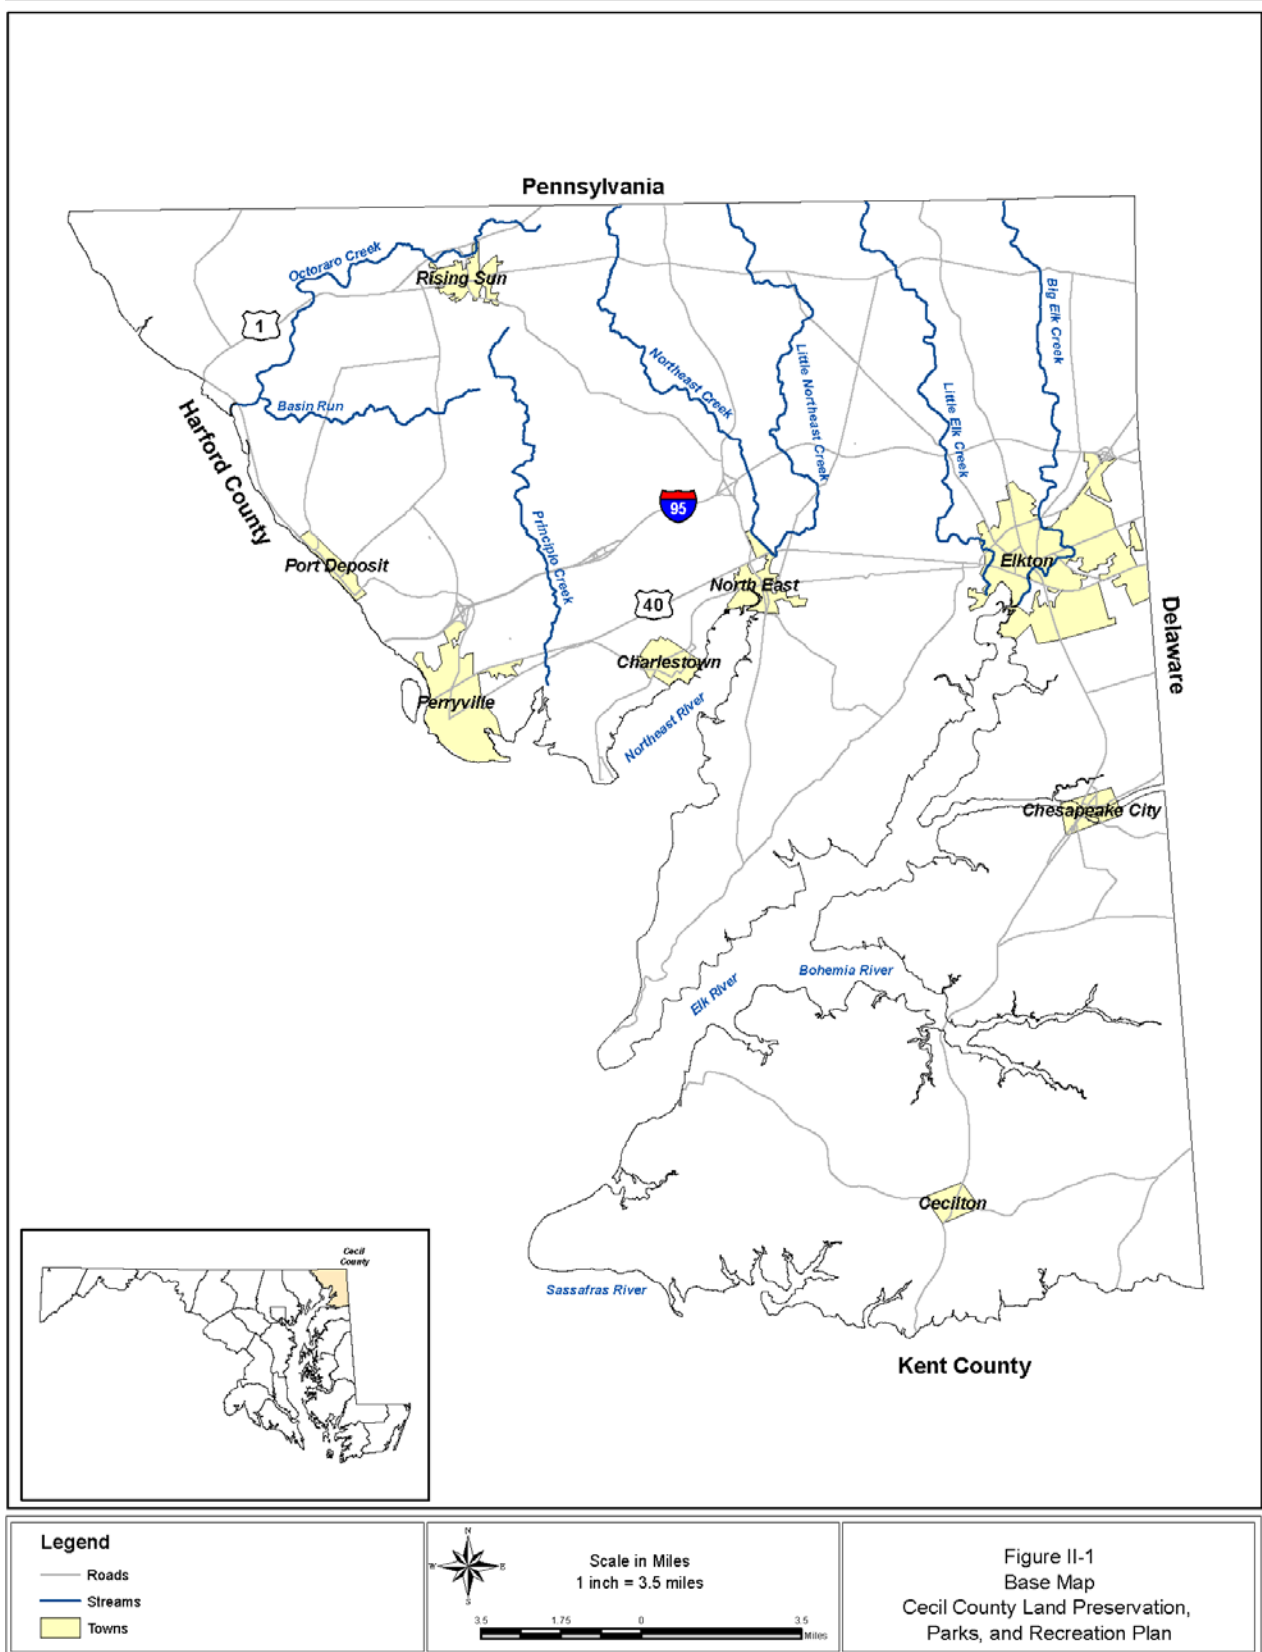 Pennsylvania
Octoraro Creek
Rising Sun
1
Big Elk Creek
Northeast Creek
Little Northeast Creek
Little Elk Creek
Basin Run
Harford County
95
Principio Creek
Port Deposit
Elkton
North East
40
Delaware
Charlestown
Perryville
Northeast River
Chesapeake City
Bohemia River
Elk River
Cecilton
Sassafras River
Kent County
Cecil
County
Legend
Roads
Streams
Towns
N
W
E
S
Scale in Miles
1 inch = 3.5 miles
3.5 1.75 0 3.5
Miles
Figure II-1
Base Map
Cecil County Land Preservation,
Parks, and Recreation Plan